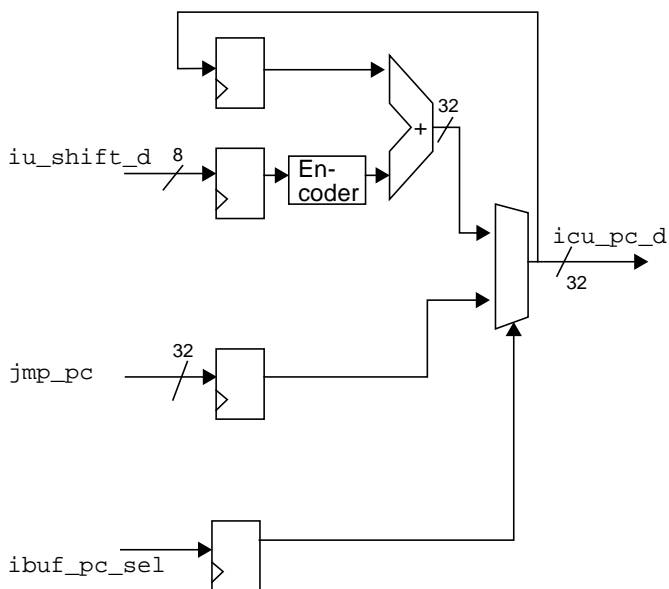 32
+
iu_shift_d
8
En-
coder
icu_pc_d
32
32
jmp_pc
ibuf_pc_sel